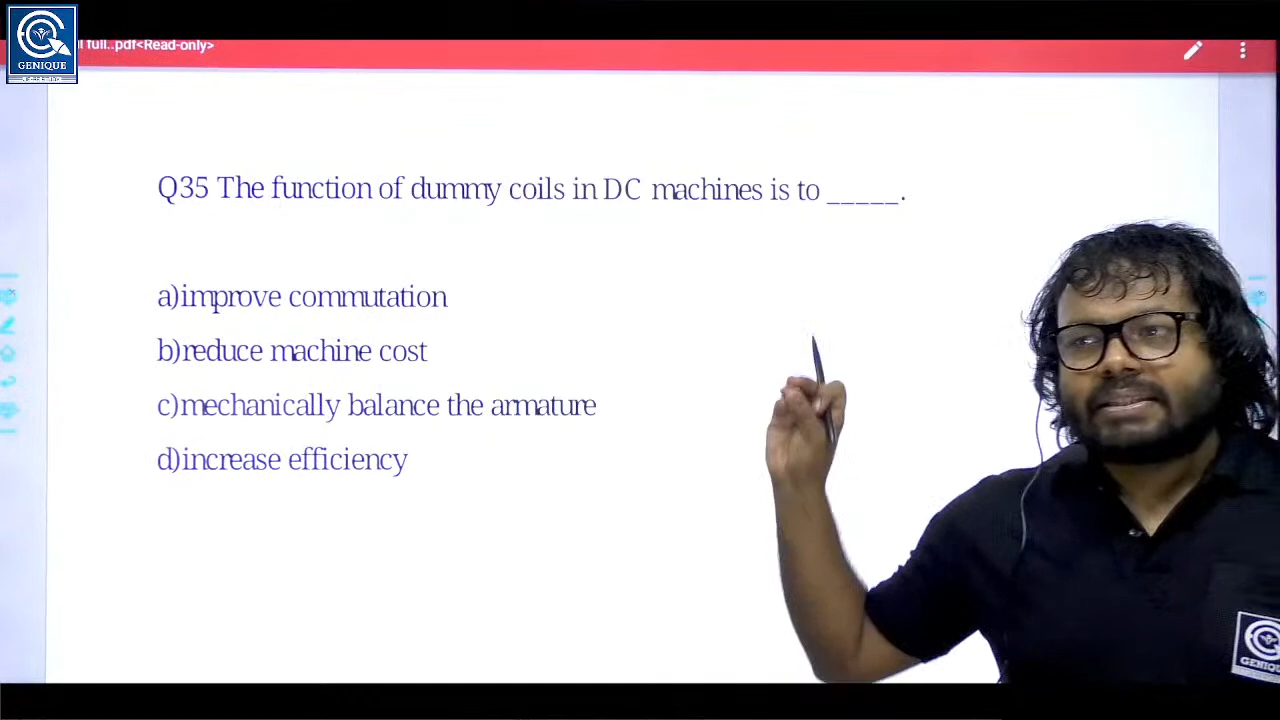 GENIQUE
l full..pdf<Read-only>
Q35 The function of dummy coils in DC machines is to _____.
a)improve commutation
b)reduce machine cost
c)mechanically balance the armature
d)increase efficiency
GENIQU